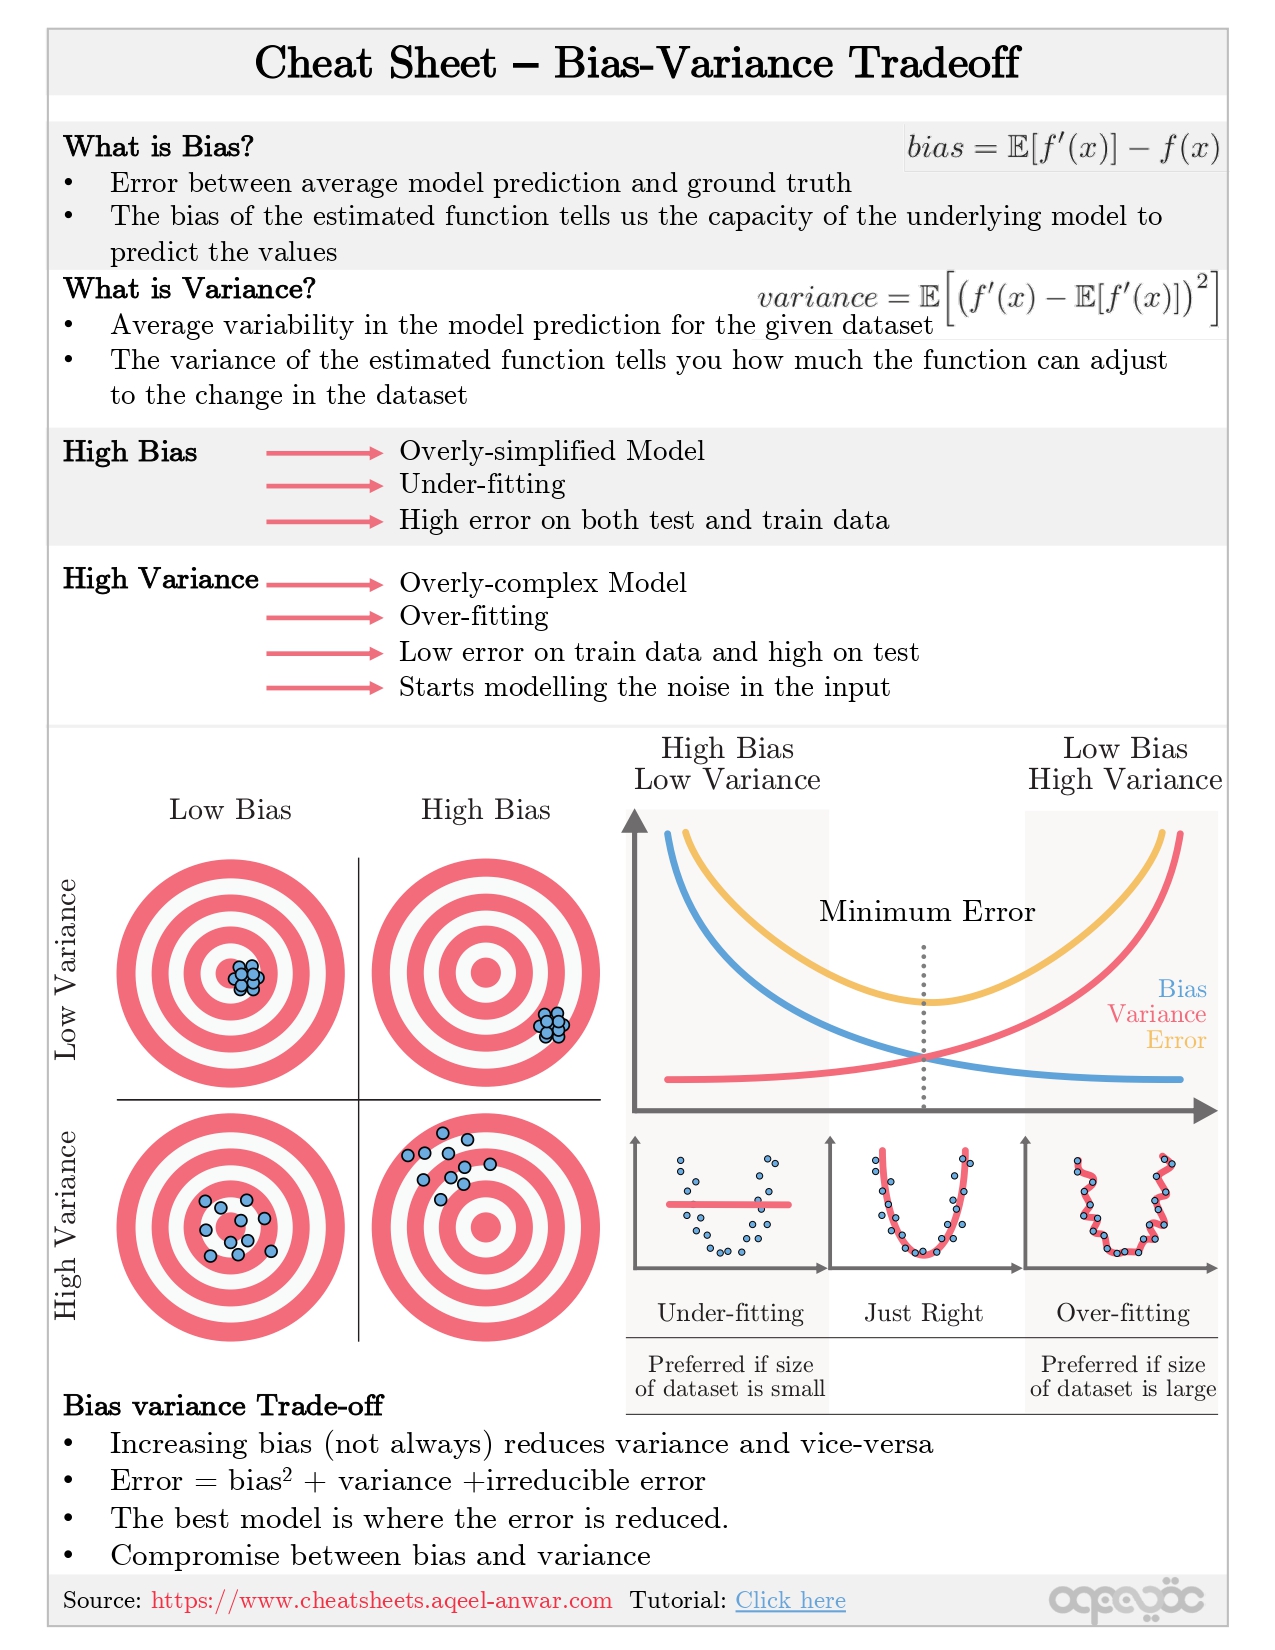 Cheat Sheet – Bias-Variance Tradeoff
What is Bias?
bias = 𝔼[f′(x)] − f(x)
• Error between average model prediction and ground truth
• The bias of the estimated function tells us the capacity of the underlying model to
predict the values
What is Variance?
variance = 𝔼[(f′(x) − 𝔼[f′(x)])²]
• Average variability in the model prediction for the given dataset
• The variance of the estimated function tells you how much the function can adjust
to the change in the dataset
High Bias
Overly-simplified Model
Under-fitting
High error on both test and train data
High Variance
Overly-complex Model
Over-fitting
Low error on train data and high on test
Starts modelling the noise in the input
Low Bias
High Bias
Low Variance
High Variance
High Bias
Low Variance
Low Bias
High Variance
Minimum Error
Bias
Variance
Error
Under-fitting
Just Right
Over-fitting
Preferred if size
of dataset is small
Preferred if size
of dataset is large
Bias variance Trade-off
• Increasing bias (not always) reduces variance and vice-versa
• Error = bias² + variance +irreducible error
• The best model is where the error is reduced.
• Compromise between bias and variance
Source: https://www.cheatsheets.aqeel-anwar.com Tutorial: Click here